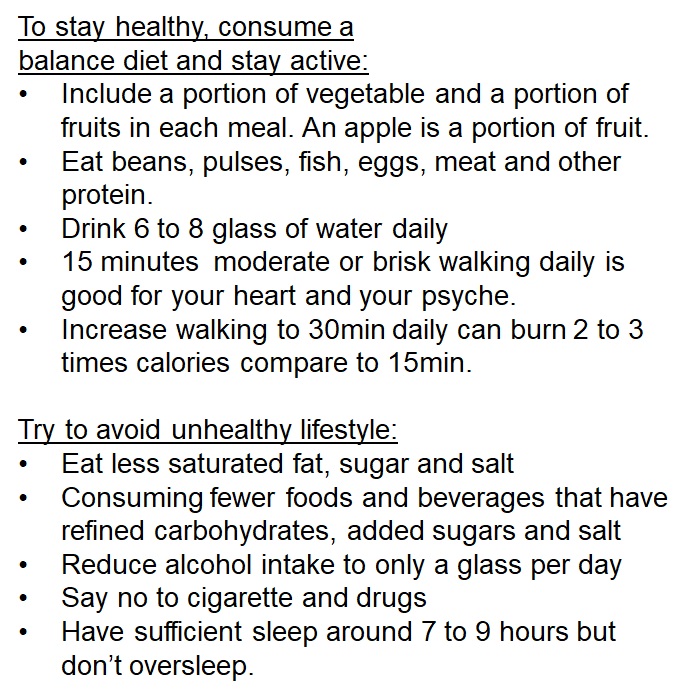 To stay healthy, consume a
balance diet and stay active:
• Include a portion of vegetable and a portion of
fruits in each meal. An apple is a portion of fruit.
• Eat beans, pulses, fish, eggs, meat and other
protein.
• Drink 6 to 8 glass of water daily
• 15 minutes  moderate or brisk walking daily is
good for your heart and your psyche.
• Increase walking to 30min daily can burn 2 to 3
times calories compare to 15min.

Try to avoid unhealthy lifestyle:
• Eat less saturated fat, sugar and salt
• Consuming fewer foods and beverages that have
refined carbohydrates, added sugars and salt
• Reduce alcohol intake to only a glass per day
• Say no to cigarette and drugs
• Have sufficient sleep around 7 to 9 hours but
don’t oversleep.